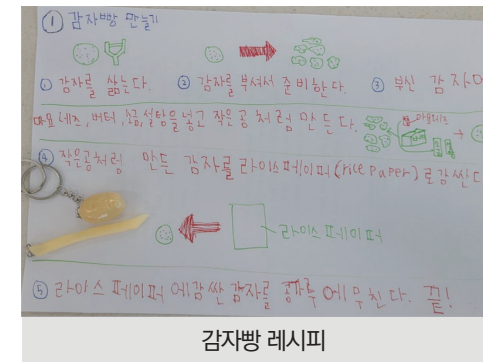 ① 감자빵 만들기
① 감자를 삶는다. ② 감자를 부셔서 준비한다. ③ 부신 감자에
마요네즈, 버터, 소금, 설탕을 넣고 작은공처럼 만든다.
마요네즈
④ 작은공처럼 만든 감자를 라이스페이퍼(rice paper)로감싼다
라이스 페이퍼
⑤ 라이스 페이퍼에감싼 감자를 콩가루에 무친다. 끝!
감자빵 레시피